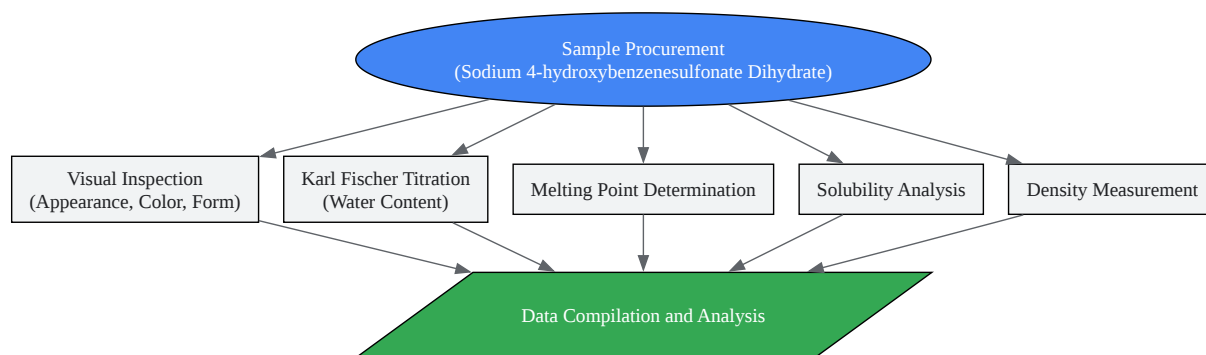 Sample Procurement
(Sodium 4-hydroxybenzenesulfonate Dihydrate)
Visual Inspection
(Appearance, Color, Form)
Karl Fischer Titration
(Water Content)
Melting Point Determination
Solubility Analysis
Density Measurement
Data Compilation and Analysis